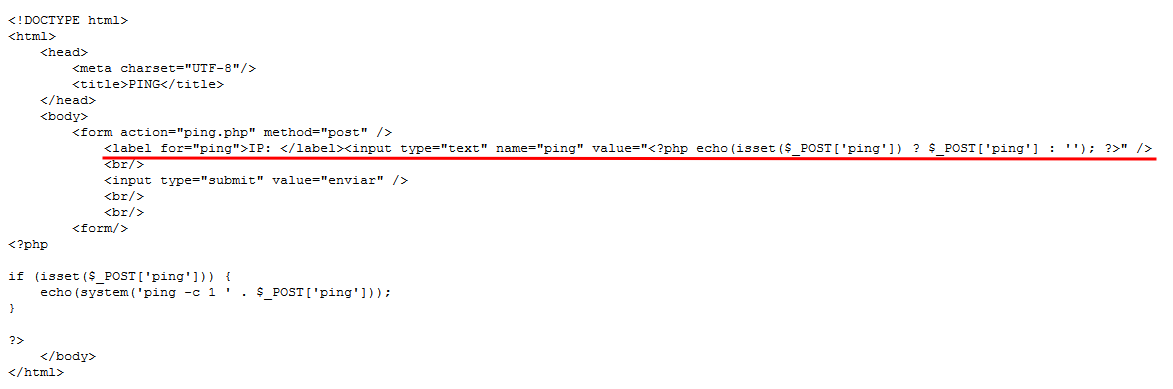 <!DOCTYPE html>
<html>
    <head>
        <meta charset="UTF-8"/>
        <title>PING</title>
    </head>
    <body>
        <form action="ping.php" method="post" />
            <label for="ping">IP: </label><input type="text" name="ping" value="<?php echo(isset($_POST['ping']) ? $_POST['ping'] : ''); ?>" />
            <br/>
            <input type="submit" value="enviar" />
            <br/>
            <br/>
        <form/>
<?php

if (isset($_POST['ping'])) {
    echo(system('ping -c 1 ' . $_POST['ping']));
}

?>
    </body>
</html>